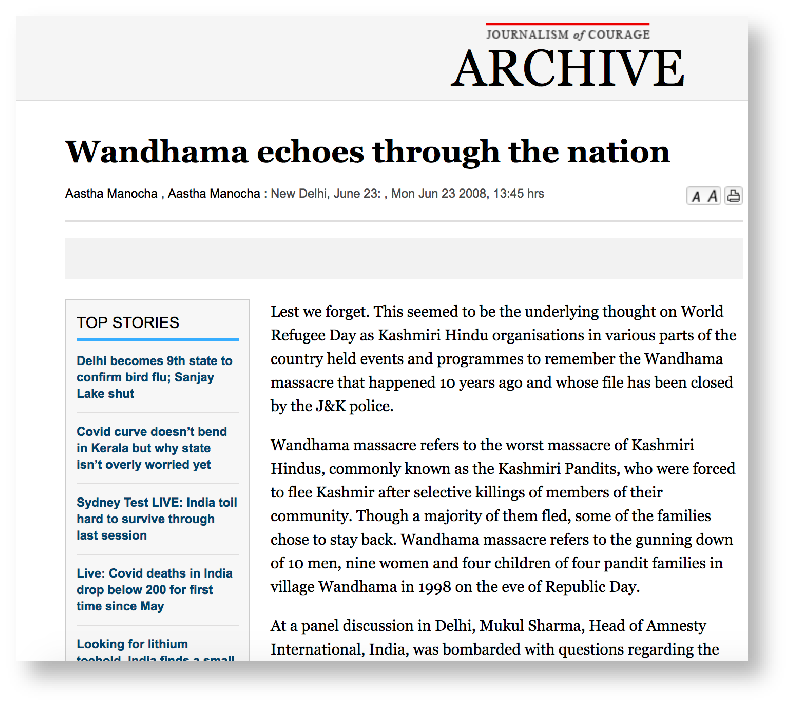 JOURNALISM of COURAGE
ARCHIVE
Wandhama echoes through the nation
Aastha Manocha , Aastha Manocha : New Delhi, June 23: , Mon Jun 23 2008, 13:45 hrs
A A
TOP STORIES
Delhi becomes 9th state to
confirm bird flu; Sanjay
Lake shut
Covid curve doesn't bend
in Kerala but why state
isn't overly worried yet
Sydney Test LIVE: India toil
hard to survive through
last session
Live: Covid deaths in India
drop below 200 for first
time since May
Looking for lithium
toehold, India finds a small
Lest we forget. This seemed to be the underlying thought on World
Refugee Day as Kashmiri Hindu organisations in various parts of the
country held events and programmes to remember the Wandhama
massacre that happened 10 years ago and whose file has been closed
by the J&K police.
Wandhama massacre refers to the worst massacre of Kashmiri
Hindus, commonly known as the Kashmiri Pandits, who were forced
to flee Kashmir after selective killings of members of their
community. Though a majority of them fled, some of the families
chose to stay back. Wandhama massacre refers to the gunning down
of 10 men, nine women and four children of four pandit families in
village Wandhama in 1998 on the eve of Republic Day.
At a panel discussion in Delhi, Mukul Sharma, Head of Amnesty
International, India, was bombarded with questions regarding the